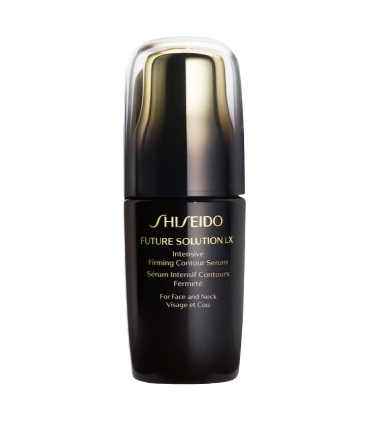 SHISEIDO
FUTURE SOLUTION LX
Intensive
Firming Contour Serum
Sérum Intensif Contours
Fermeté
For Face and Neck
Visage et Cou